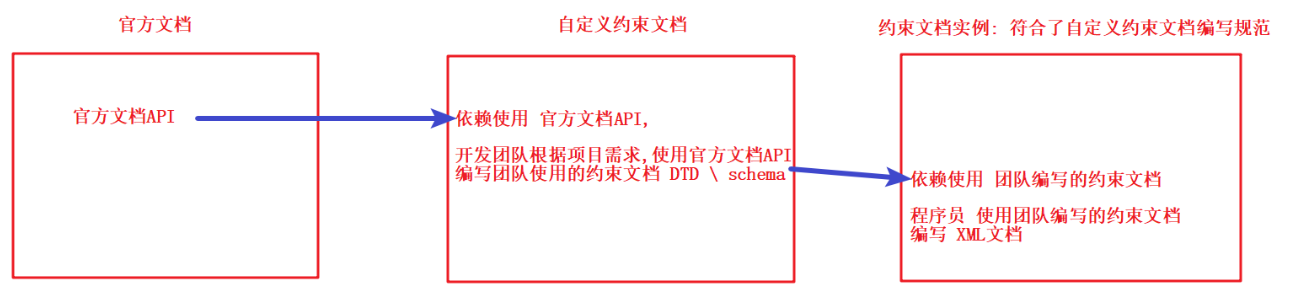 官方文档
官方文档API
自定义约束文档
依赖使用 官方文档API,
开发团队根据项目需求,使用官方文档API
编写团队使用的约束文档 DTD \ schema
约束文档实例: 符合了自定义约束文档编写规范
依赖使用 团队编写的约束文档
程序员 使用团队编写的约束文档
编写 XML文档